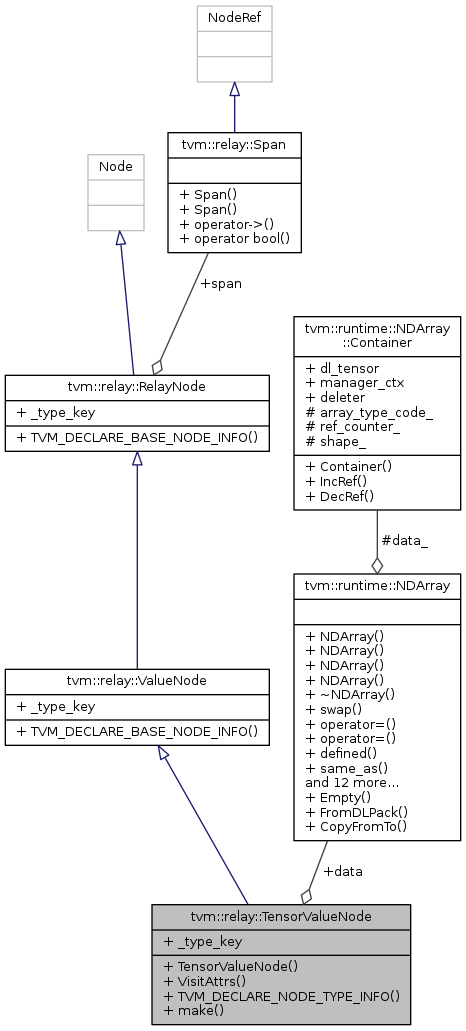 NodeRef
tvm::relay::Span
+ Span()
+ Span()
+ operator->()
+ operator bool()
Node
+span
tvm::runtime::NDArray
::Container
+ dl_tensor
+ manager_ctx
+ deleter
# array_type_code_
# ref_counter_
# shape_
+ Container()
+ IncRef()
+ DecRef()
tvm::relay::RelayNode
+ _type_key
+ TVM_DECLARE_BASE_NODE_INFO()
#data_
tvm::runtime::NDArray
+ NDArray()
+ NDArray()
+ NDArray()
+ NDArray()
+ ~NDArray()
+ swap()
+ operator=()
+ operator=()
+ defined()
+ same_as()
and 12 more...
+ Empty()
+ FromDLPack()
+ CopyFromTo()
tvm::relay::ValueNode
+ _type_key
+ TVM_DECLARE_BASE_NODE_INFO()
+data
tvm::relay::TensorValueNode
+ _type_key
+ TensorValueNode()
+ VisitAttrs()
+ TVM_DECLARE_NODE_TYPE_INFO()
+ make()